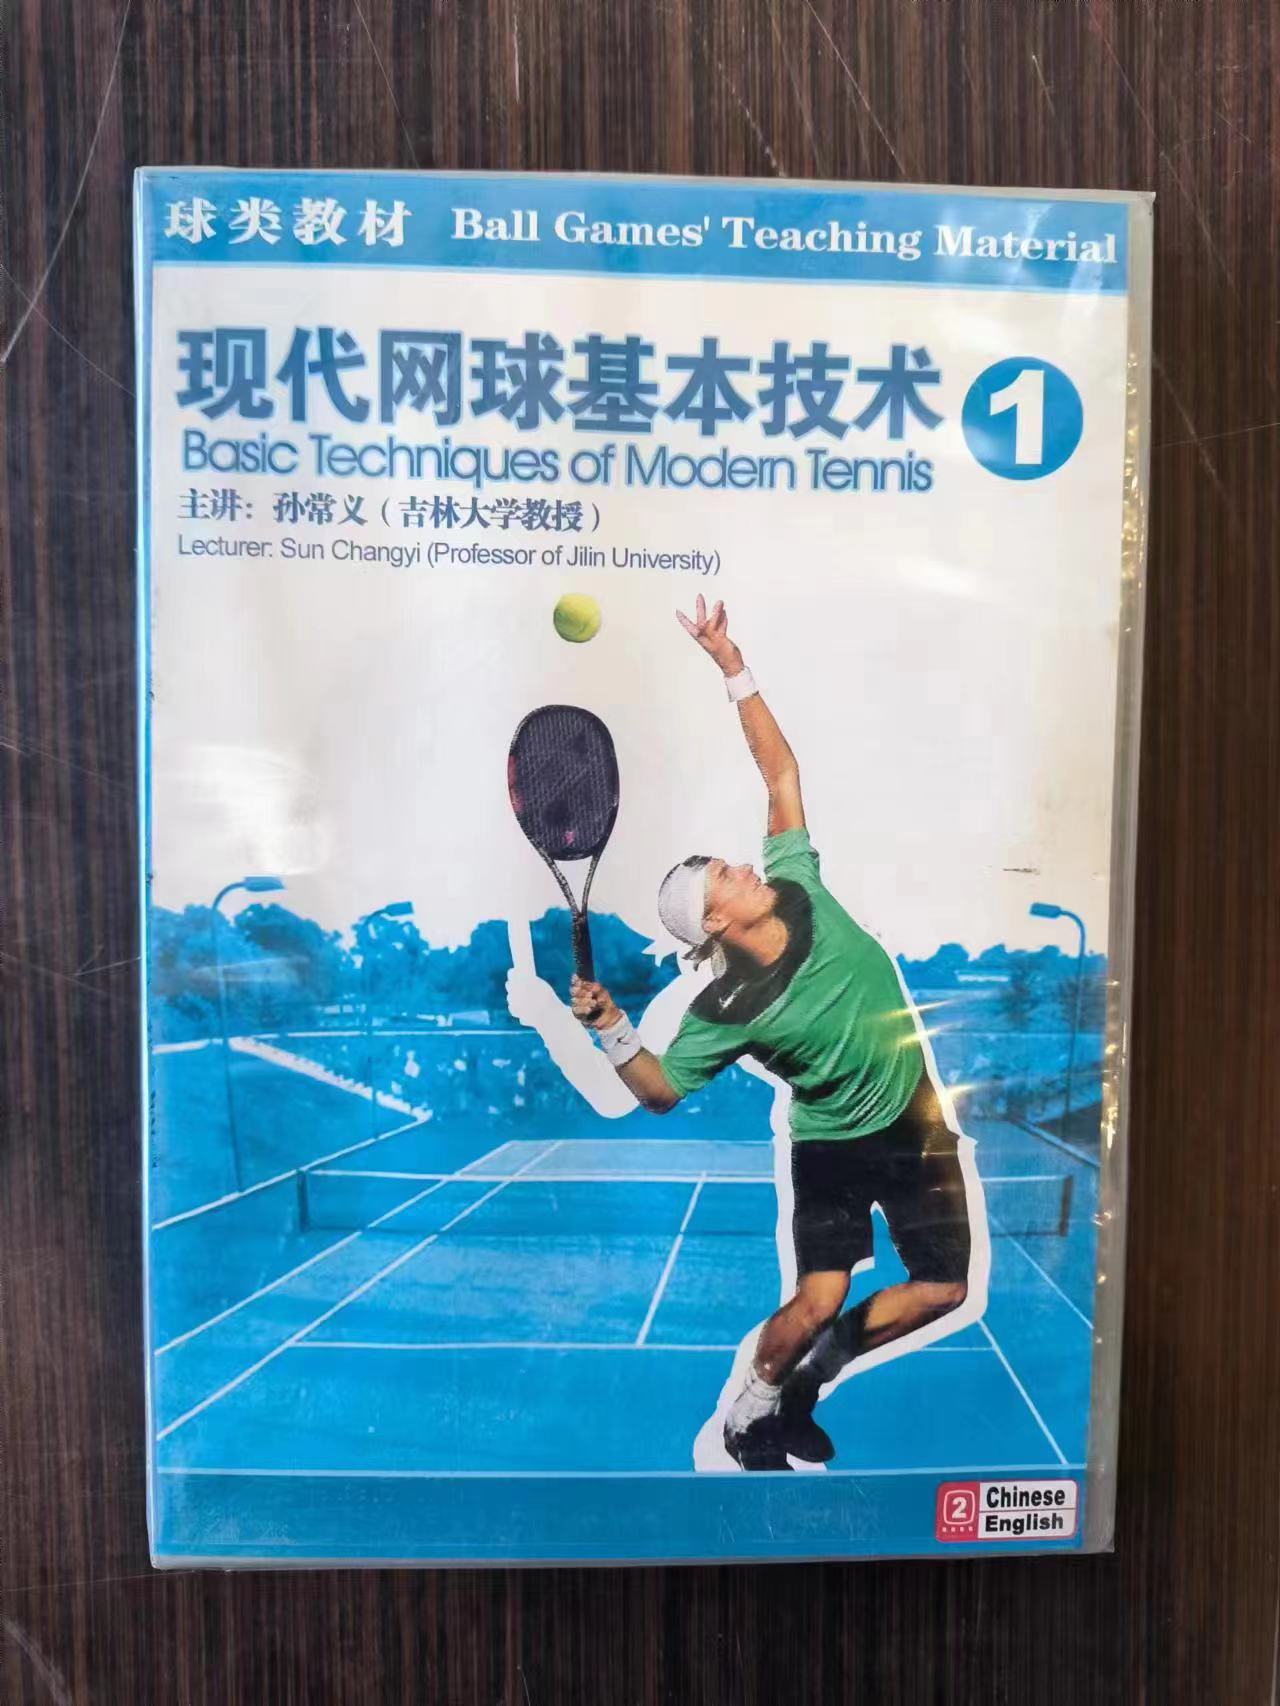 球类教材 Ball Games' Teaching Material
现代网球基本技术 1
Basic Techniques of Modern Tennis
主讲：孙常义（吉林大学教授）
Lecturer: Sun Changyi (Professor of Jilin University)
2 Chinese
English